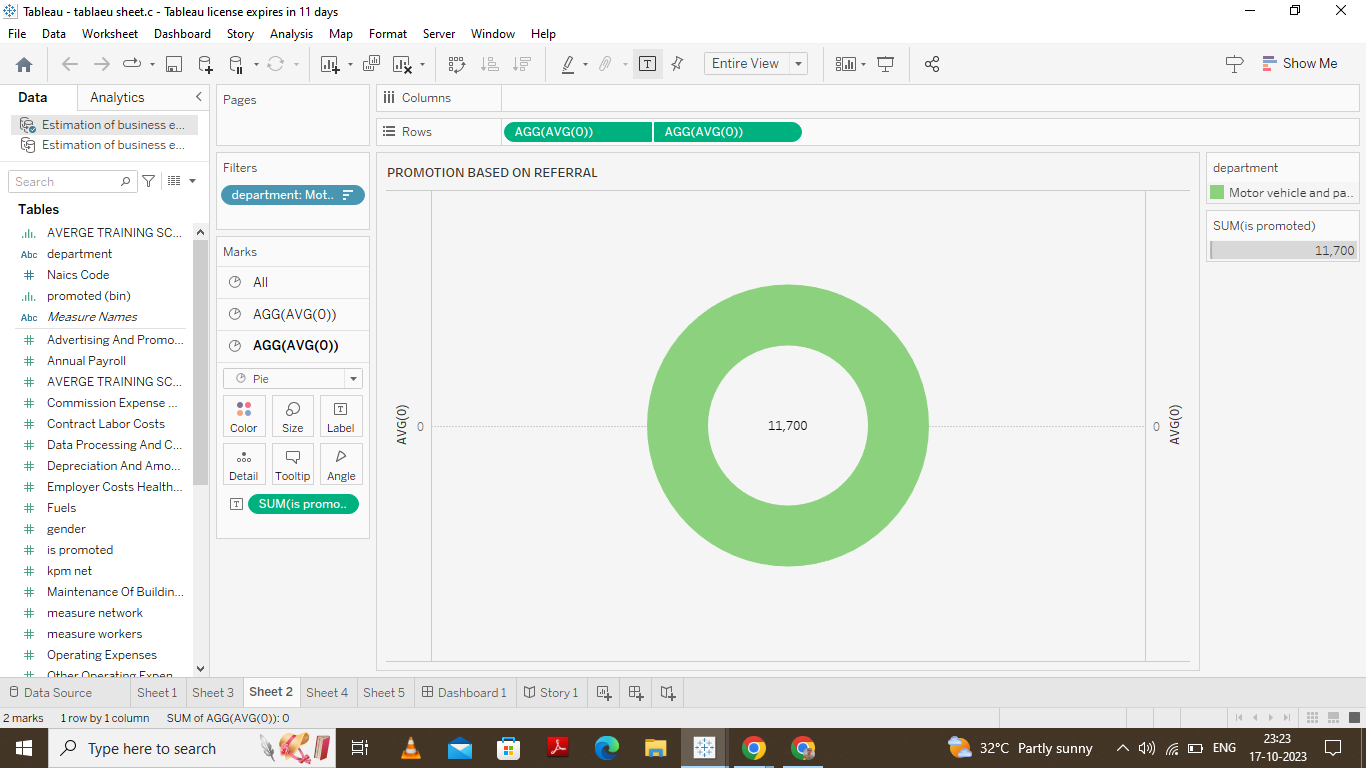 Tableau - tablaeu sheet.c - Tableau license expires in 11 days
File Data Worksheet Dashboard Story Analysis Map Format Server Window Help
Entire View
Show Me
Data Analytics
Estimation of business e...
Estimation of business e...
Search
Tables
AVERGE TRAINING SC...
Abc department
Naics Code
promoted (bin)
Abc Measure Names
Advertising And Promo...
Annual Payroll
AVERGE TRAINING SC...
Commission Expense ...
Contract Labor Costs
Data Processing And C...
Depreciation And Amo...
Employer Costs Health...
Fuels
gender
is promoted
kpm net
Maintenance Of Buildin...
measure network
measure workers
Operating Expenses
Other Operating Expen
Pages
Filters
department: Mot..
Marks
All
AGG(AVG(0))
AGG(AVG(0))
Pie
Color Size Label
Detail Tooltip Angle
SUM(is promo..
Columns
Rows AGG(AVG(0)) AGG(AVG(0))
PROMOTION BASED ON REFERRAL
AVG(0)
0
11,700
0
AVG(0)
department
Motor vehicle and pa..
SUM(is promoted)
11,700
Data Source Sheet 1 Sheet 3 Sheet 2 Sheet 4 Sheet 5 Dashboard 1 Story 1
2 marks 1 row by 1 column SUM of AGG(AVG(0)): 0
Type here to search
32°C Partly sunny
ENG
23:23
17-10-2023